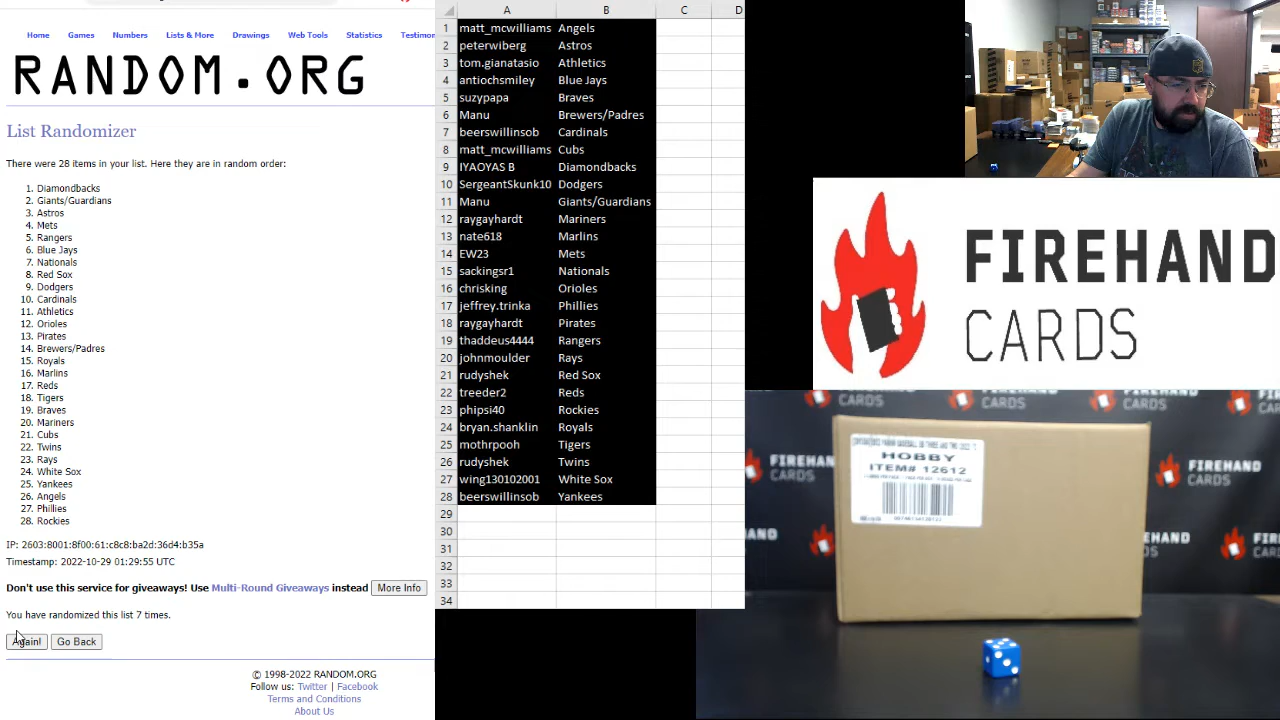 Home Games Numbers Lists & More Drawings Web Tools Statistics Testimor
RANDOM.ORG
List Randomizer
There were 28 items in your list. Here they are in random order:
1. Diamondbacks
2. Giants/Guardians
3. Astros
4. Mets
5. Rangers
6. Blue Jays
7. Nationals
8. Red Sox
9. Dodgers
10. Cardinals
11. Athletics
12. Orioles
13. Pirates
14. Brewers/Padres
15. Royals
16. Marlins
17. Reds
18. Tigers
19. Braves
20. Mariners
21. Cubs
22. Twins
23. Rays
24. White Sox
25. Yankees
26. Angels
27. Phillies
28. Rockies
Timestamp: 2022-10-29 01:29:55 UTC
Don't use this service for giveaways! Use Multi-Round Giveaways instead More Info
You have randomized this list 7 times.
Again! Go Back
© 1998-2022 RANDOM.ORG
Follow us: Twitter | Facebook
Terms and Conditions
About Us
A B C D
1 matt_mcwilliams Angels
2 peterwiberg Astros
3 tom.gianatasio Athletics
4 antiochsmiley Blue Jays
5 suzypapa Braves
6 Manu Brewers/Padres
7 beerswillinsob Cardinals
8 matt_mcwilliams Cubs
9 IYAOYAS B Diamondbacks
10 SergeantSkunk10 Dodgers
11 Manu Giants/Guardians
12 raygayhardt Mariners
13 nate618 Marlins
14 EW23 Mets
15 sackingsr1 Nationals
16 chrisking Orioles
17 jeffrey.trinka Phillies
18 raygayhardt Pirates
19 thaddeus4444 Rangers
20 johnmoulder Rays
21 rudyshek Red Sox
22 treeder2 Reds
23 phipsi40 Rockies
24 bryan.shanklin Royals
25 mothrpooh Tigers
26 rudyshek Twins
27 wing130102001 White Sox
28 beerswillinsob Yankees
29
30
31
32
33
34
FIREHAND
CARDS
HOBBY
ITEM# 12612
FIREHAND
CARDS